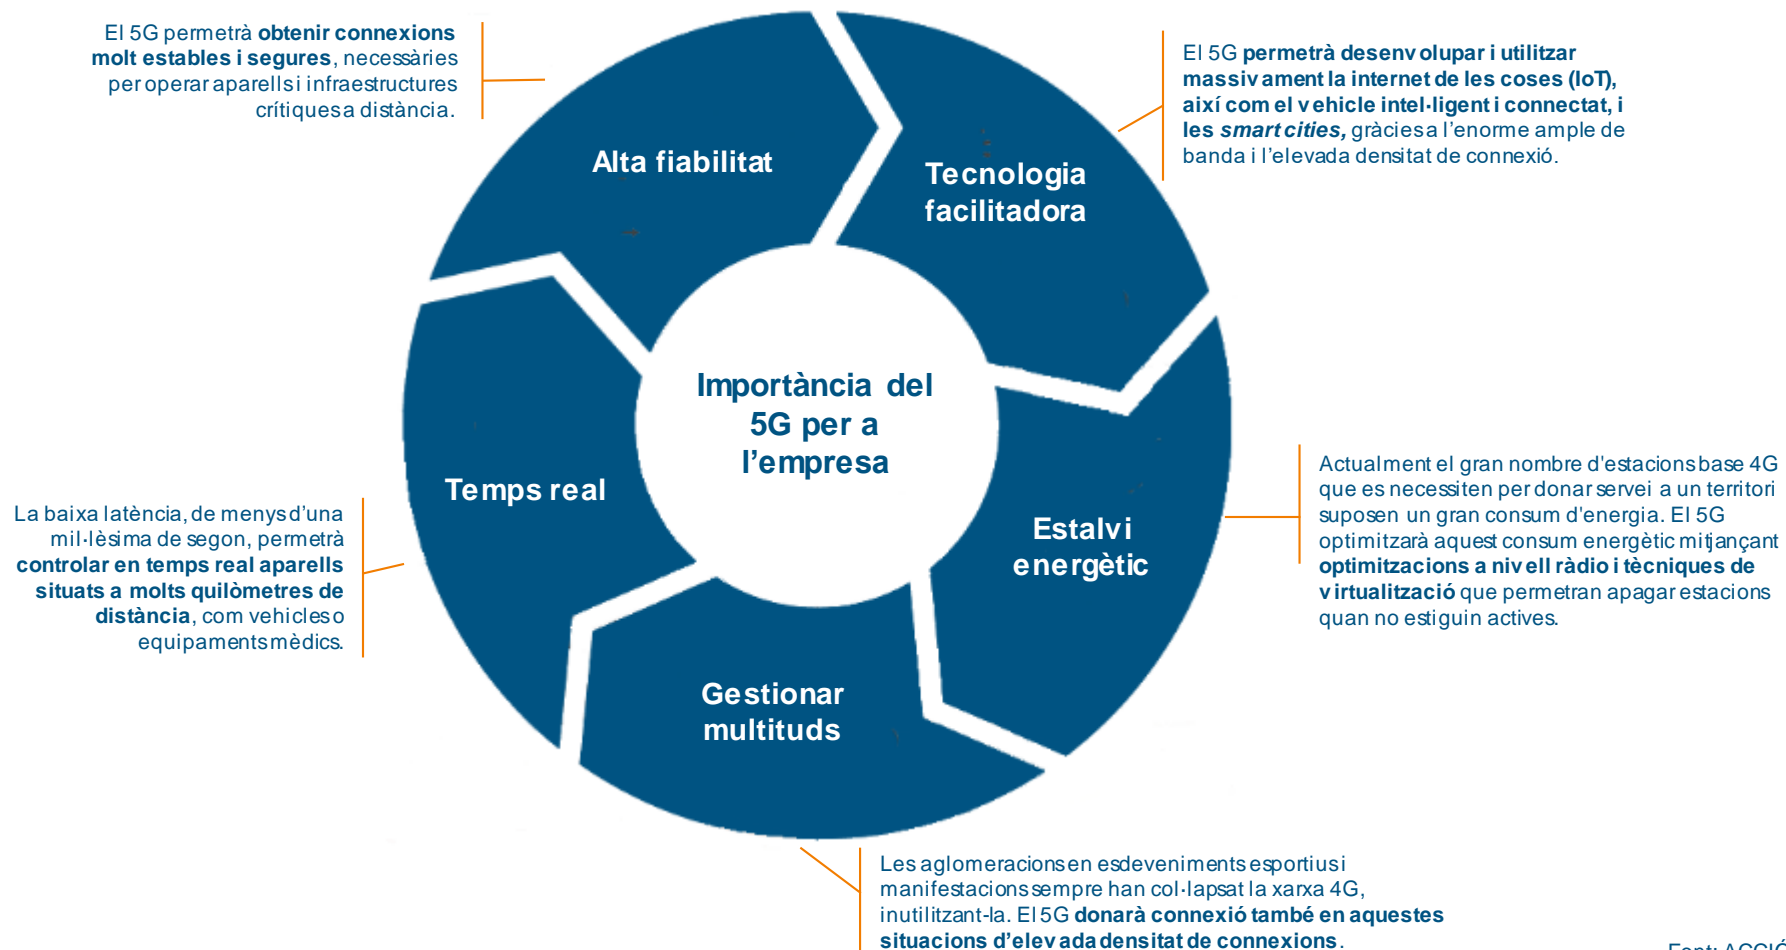 El 5G permetrà obtenir connexions
molt estables i segures, necessàries
per operar aparells i infraestructures
crítiques a distància.
El 5G permetrà desenvolupar i utilitzar
massivament la internet de les coses (IoT),
així com el vehicle intel·ligent i connectat, i
les smart cities, gràcies a l'enorme ample de
banda i l'elevada densitat de connexió.
Alta fiabilitat
Tecnologia
facilitadora
Importància del
5G per a
l'empresa
Temps real
Estalvi
energètic
Gestionar
multituds
La baixa latència, de menys d'una
mil·lèsima de segon, permetrà
controlar en temps real aparells
situats a molts quilòmetres de
distància, com vehicles o
equipaments mèdics.
Actualment el gran nombre d'estacions base 4G
que es necessiten per donar servei a un territori
suposen un gran consum d'energia. El 5G
optimitzarà aquest consum energètic mitjançant
optimitzacions a nivell ràdio i tècniques de
virtualització que permetran apagar estacions
quan no estiguin actives.
Les aglomeracions en esdeveniments esportius i
manifestacions sempre han col·lapsat la xarxa 4G,
inutilitzant-la. El 5G donarà connexió també en aquestes
situacions d'elevada densitat de connexions.
Font: ACCIÓ